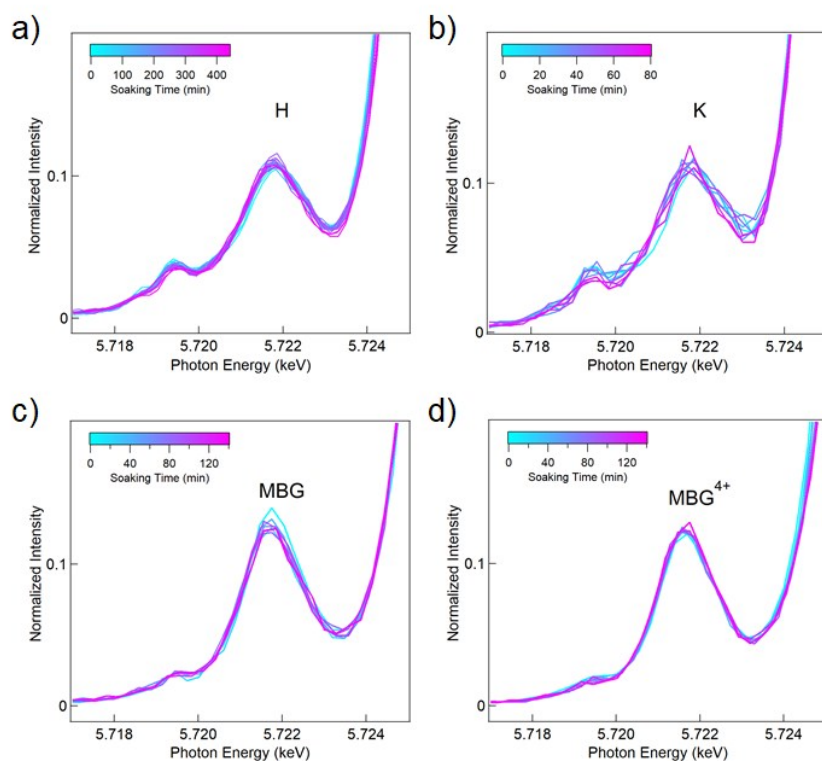 a)
0 100 200 300 400
Soaking Time (min)
H
Normalized Intensity
0.1
0
5.718 5.720 5.722 5.724
Photon Energy (keV)
b)
0 20 40 60 80
Soaking Time (min)
K
Normalized Intensity
0.1
0
5.718 5.720 5.722 5.724
Photon Energy (keV)
c)
0 40 80 120
Soaking Time (min)
MBG
Normalized Intensity
0.1
0
5.718 5.720 5.722 5.724
Photon Energy (keV)
d)
0 40 80 120
Soaking Time (min)
MBG⁴⁺
Normalized Intensity
0.1
0
5.718 5.720 5.722 5.724
Photon Energy (keV)